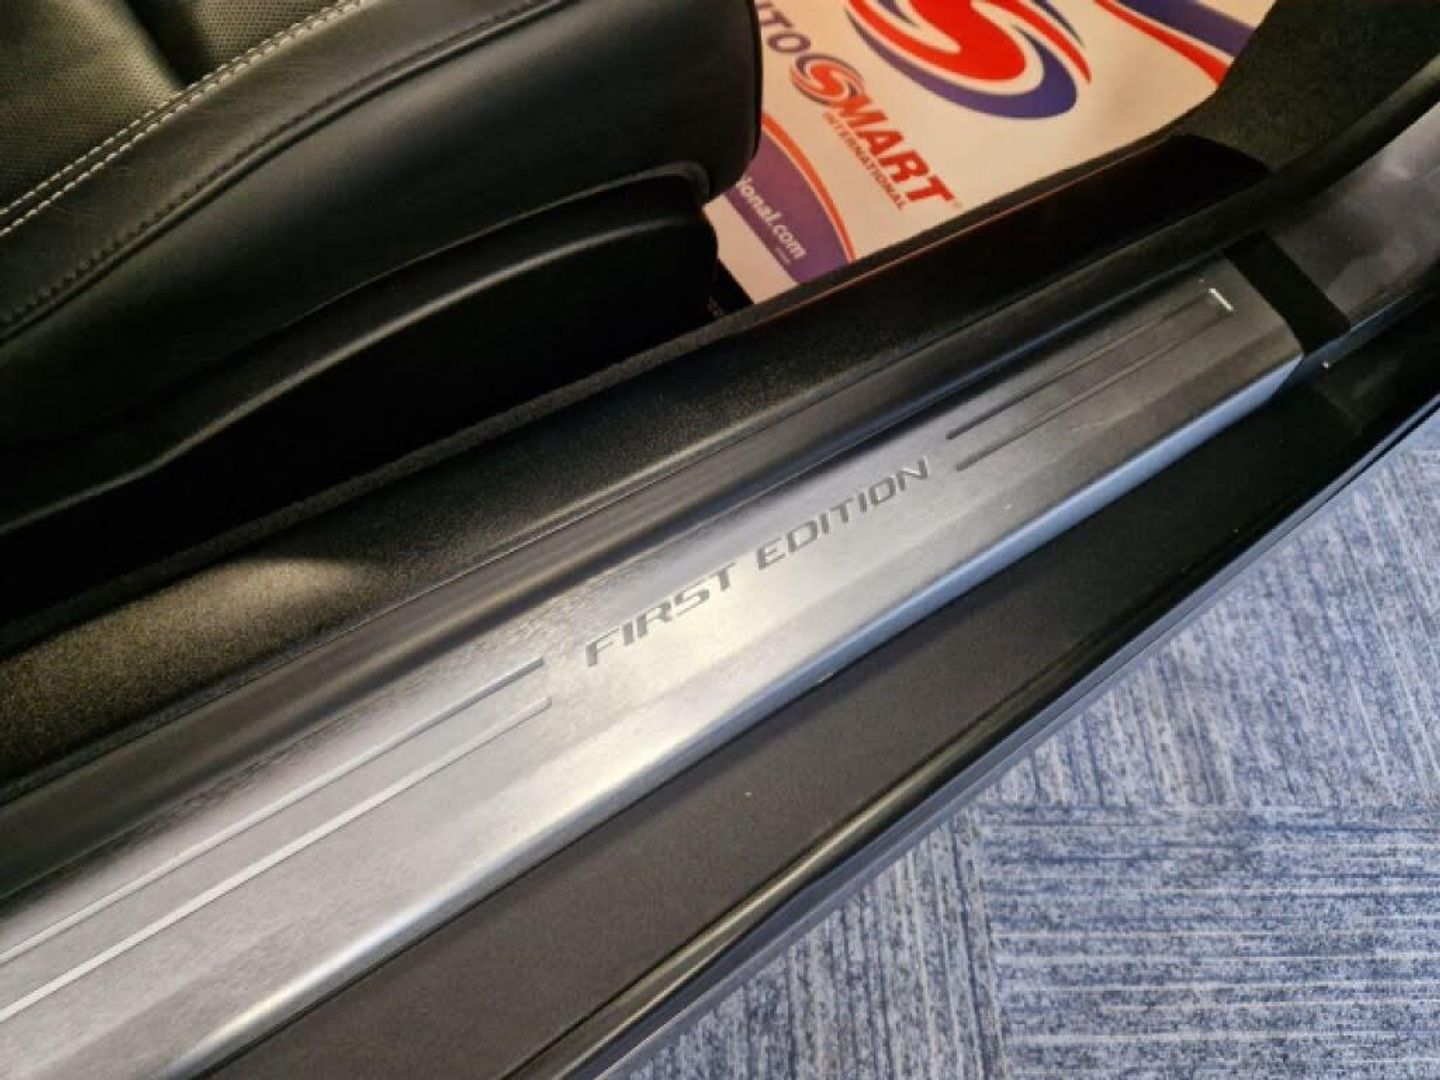 UTOSMART
INTERNATIONAL
ional.com
FIRST EDITION